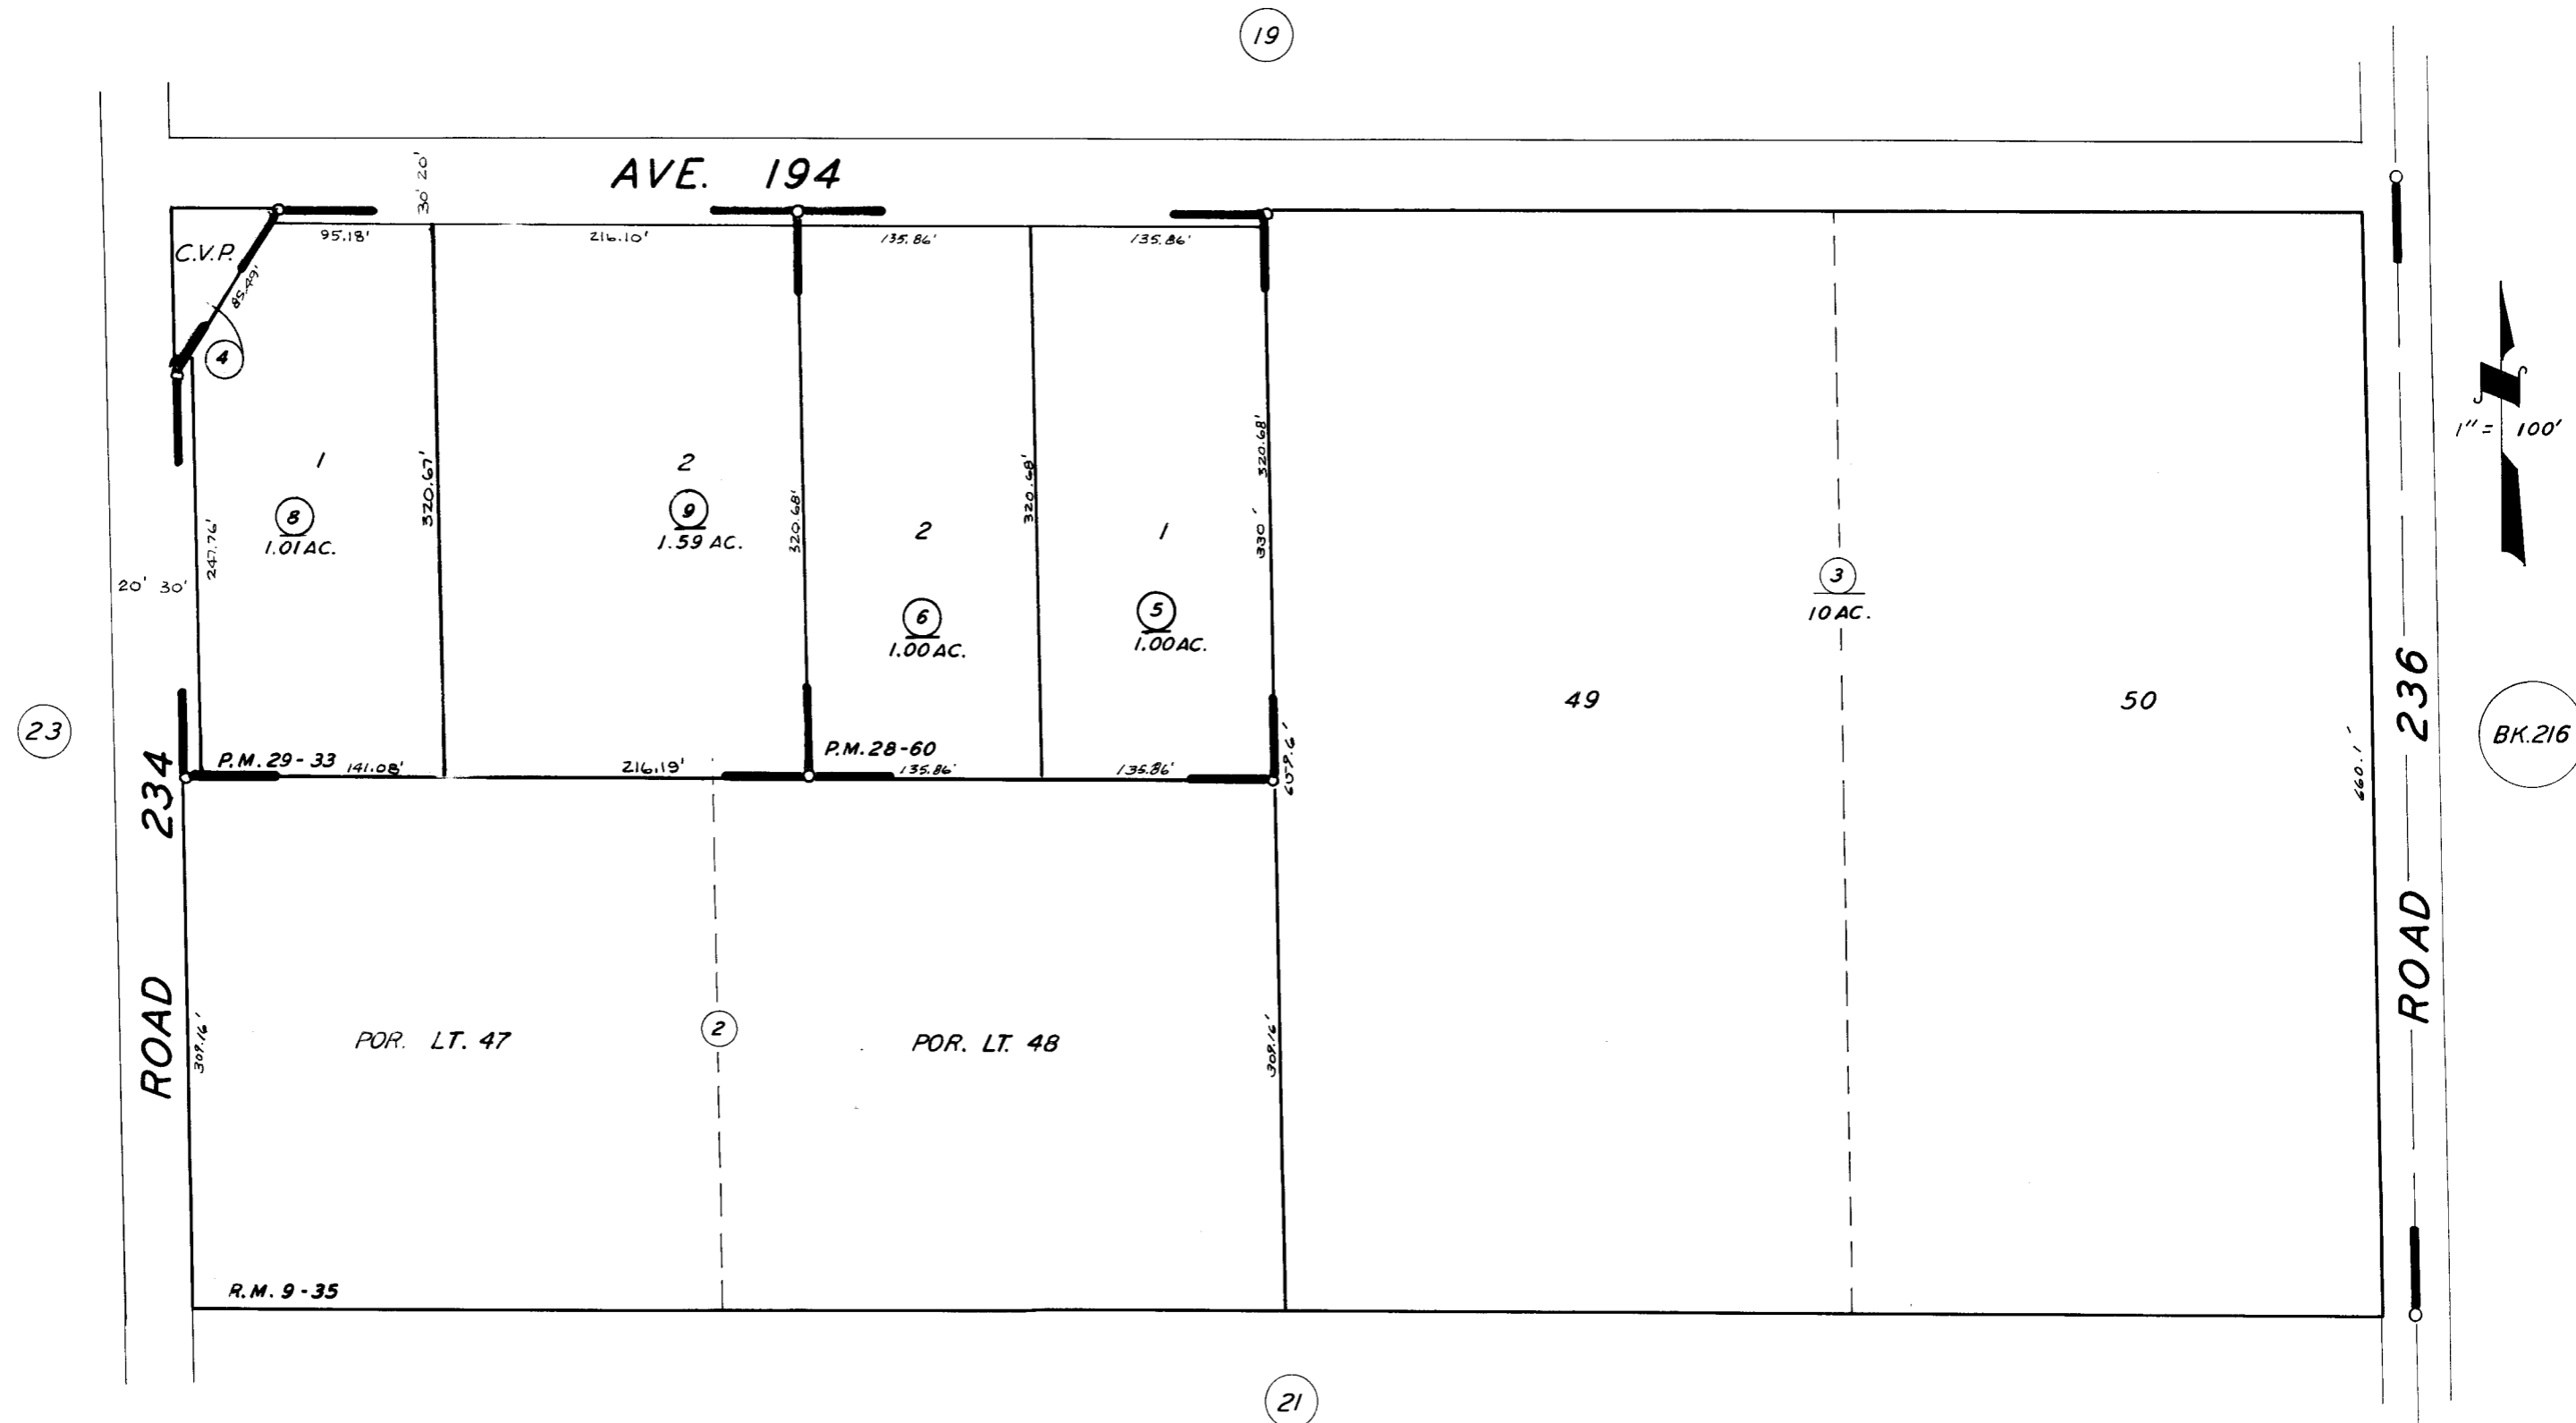 19
AVE. 194
30' 20'
95.18'
216.10'
135.86'
135.86'
C.V.P.
85.49'
4
1" = 100'
1
8
1.01 AC.
247.76'
320.67'
2
9
1.59 AC.
320.68'
2
6
1.00 AC.
320.68'
1
5
1.00 AC.
320.68'
330'
3
10 AC.
20' 30'
23
49
50
ROAD 236
BK.216
P.M. 29-33
141.08'
216.19'
P.M. 28-60
135.86'
135.86'
659.6'
660.1'
ROAD 234
309.16'
POR. LT. 47
2
POR. LT. 48
309.16'
R.M. 9-35
21